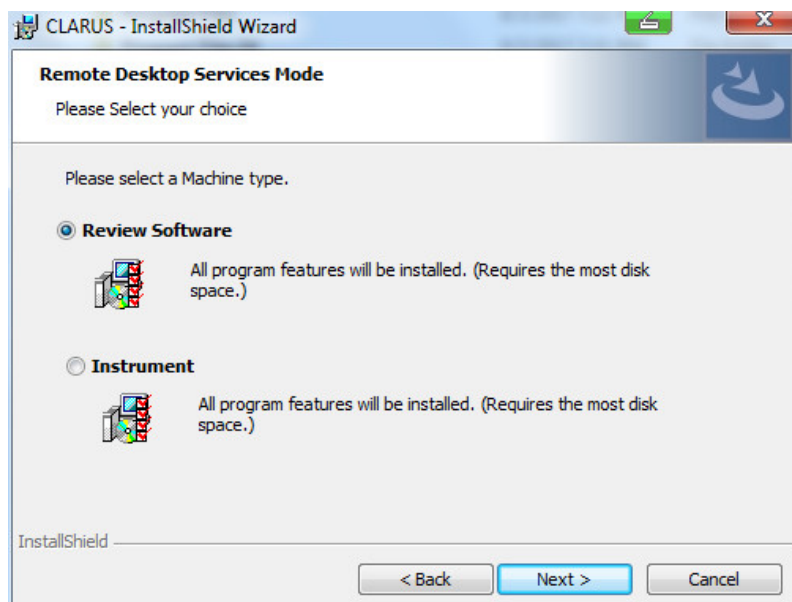 CLARUS - InstallShield Wizard
Remote Desktop Services Mode
Please Select your choice
Please select a Machine type.
Review Software
All program features will be installed. (Requires the most disk
space.)
Instrument
All program features will be installed. (Requires the most disk
space.)
InstallShield
< Back
Next >
Cancel